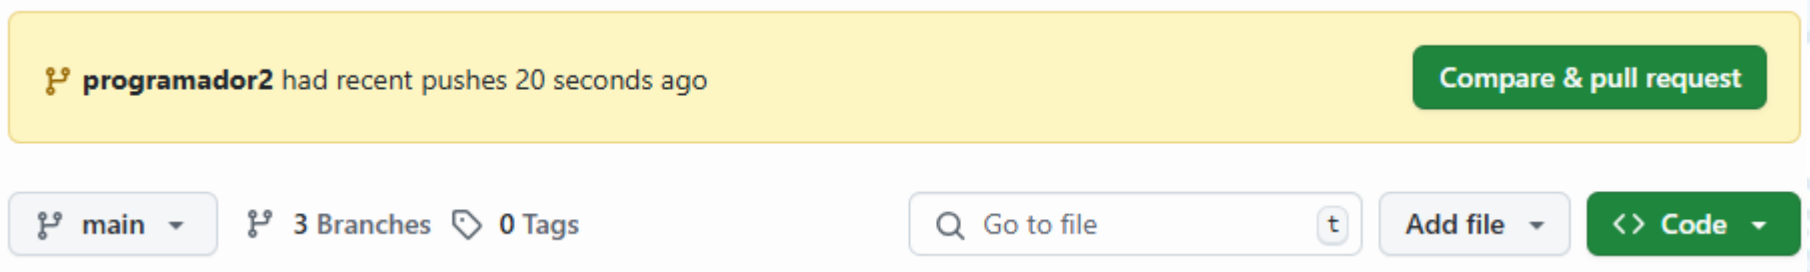 programador2 had recent pushes 20 seconds ago Compare & pull request
main 3 Branches 0 Tags Go to file t Add file <> Code